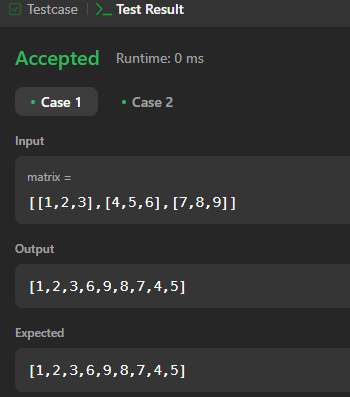 Testcase Test Result
Accepted Runtime: 0 ms
Case 1 Case 2
Input
matrix =
[[1,2,3],[4,5,6],[7,8,9]]
Output
[1,2,3,6,9,8,7,4,5]
Expected
[1,2,3,6,9,8,7,4,5]